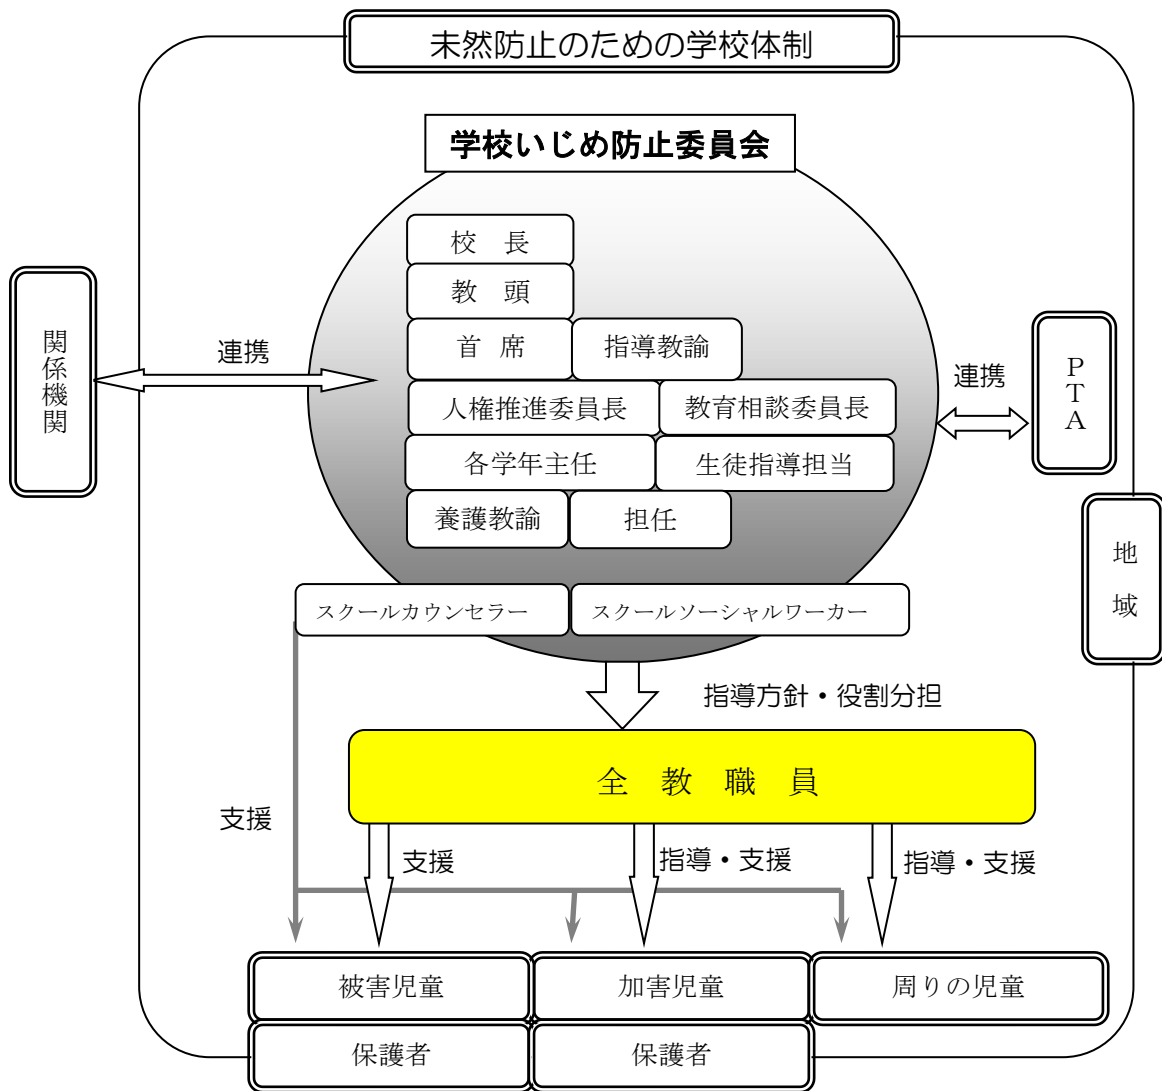 未然防止のための学校体制
学校いじめ防止委員会
校　長
教　頭
首 席
指導教諭
人権推進委員長
教育相談委員長
各学年主任
生徒指導担当
養護教諭
担任
スクールカウンセラー
スクールソーシャルワーカー
関係機関
連携
連携
ＰＴＡ
地域
指導方針・役割分担
全　教　職　員
支援
支援
指導・支援
指導・支援
被害児童
加害児童
周りの児童
保護者
保護者